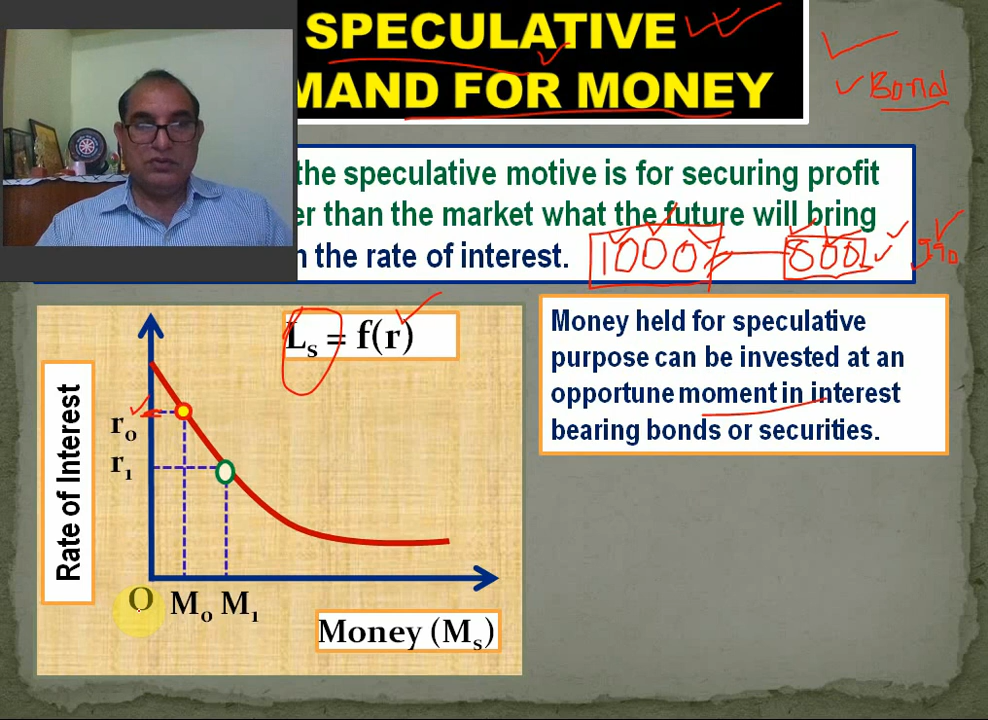 SPECULATIVE
MAND FOR MONEY
Bond
the speculative motive is for securing profit
er than the market what the future will bring
n the rate of interest.
1000
800
Ls = f(r)
Money held for speculative
purpose can be invested at an
opportune moment in interest
bearing bonds or securities.
Rate of Interest
r₀
r₁
O M₀ M₁
Money (Ms)